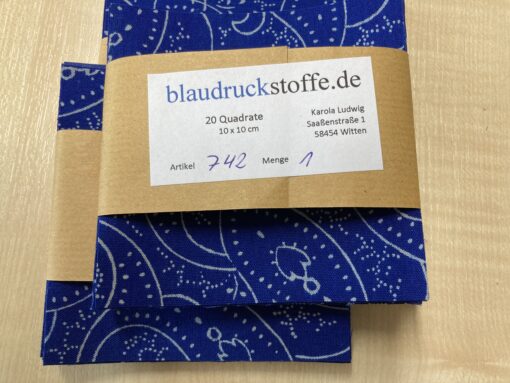 blaudruckstoffe.de
20 Quadrate
10 x 10 cm
Karola Ludwig
Saaßenstraße 1
58454 Witten
Artikel 742 Menge 1